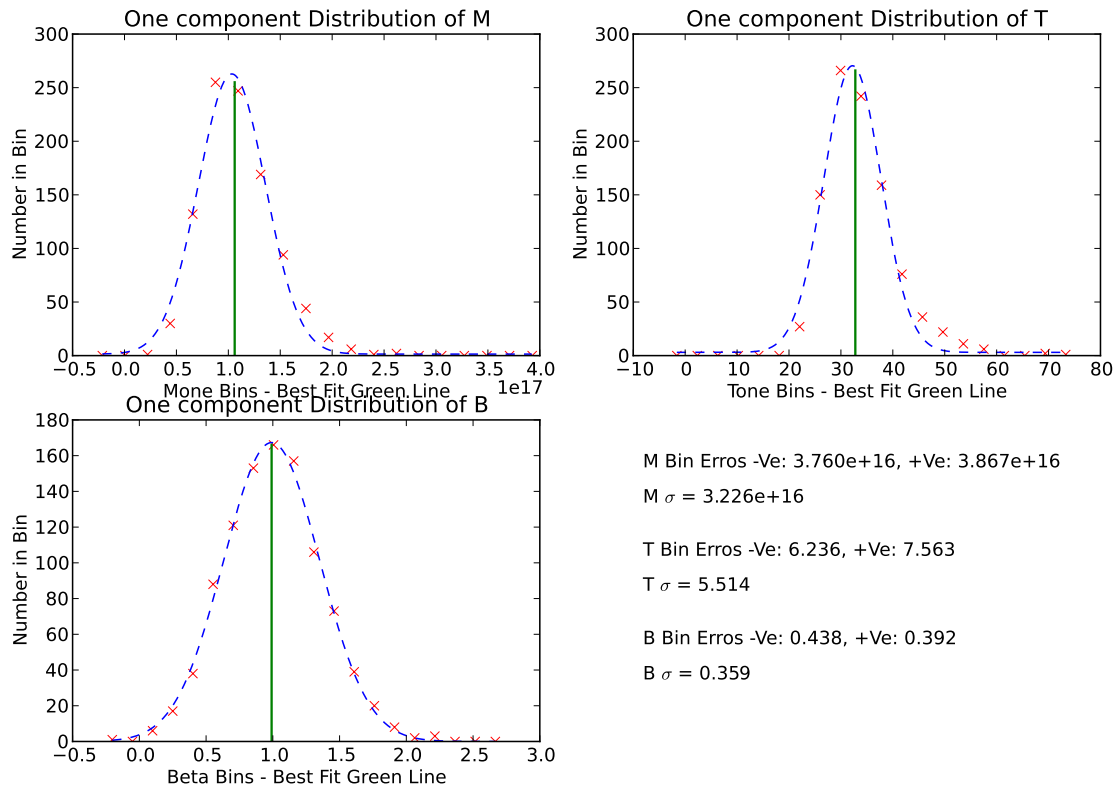 One component Distribution of M
300
250
200
150
100
50
0
Number in Bin
−0.5 0.0 0.5 1.0 1.5 2.0 2.5 3.0 3.5 4.0
1e17
Mone Bins - Best Fit Green Line
One component Distribution of T
300
250
200
150
100
50
0
Number in Bin
−10 0 10 20 30 40 50 60 70 80
Tone Bins - Best Fit Green Line
One component Distribution of B
180
160
140
120
100
80
60
40
20
0
Number in Bin
−0.5 0.0 0.5 1.0 1.5 2.0 2.5 3.0
Beta Bins - Best Fit Green Line
M Bin Erros -Ve: 3.760e+16, +Ve: 3.867e+16
M σ = 3.226e+16
T Bin Erros -Ve: 6.236, +Ve: 7.563
T σ = 5.514
B Bin Erros -Ve: 0.438, +Ve: 0.392
B σ = 0.359